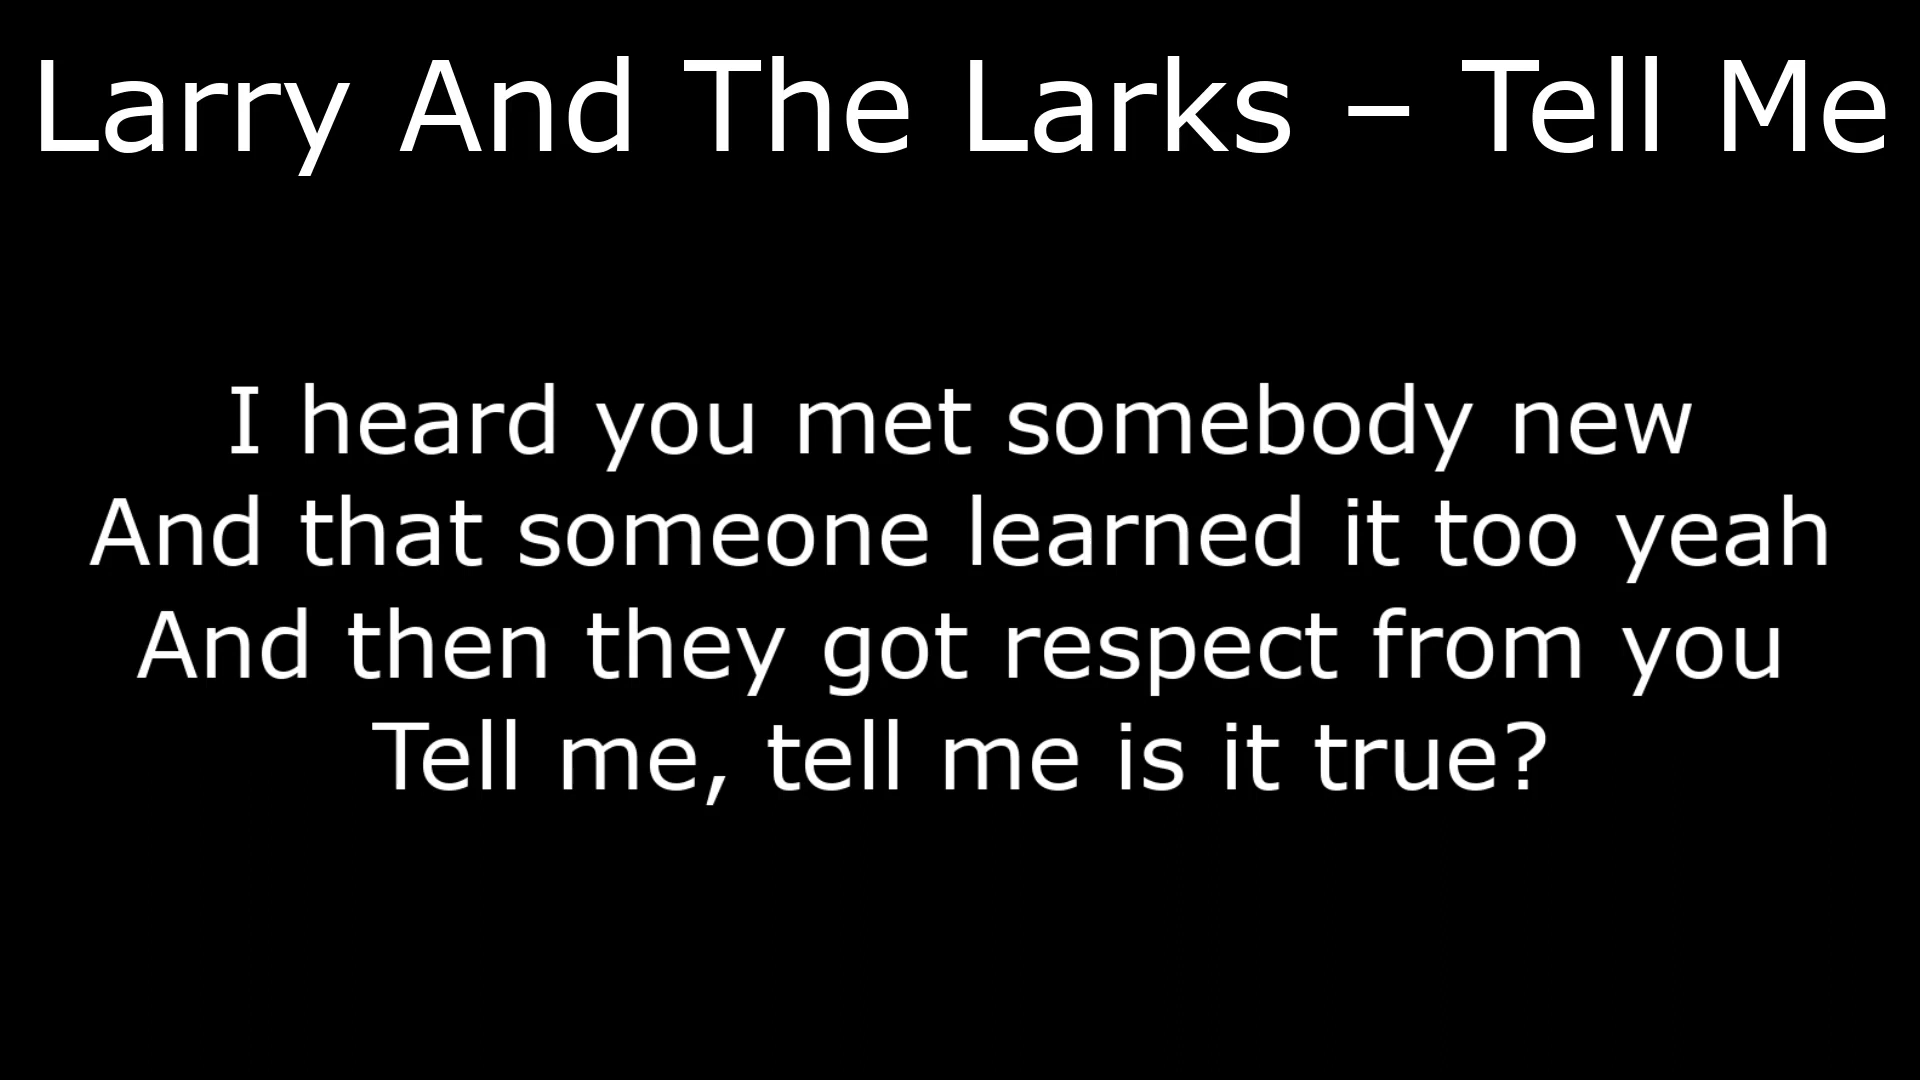 Larry And The Larks – Tell Me
I heard you met somebody new
And that someone learned it too yeah
And then they got respect from you
Tell me, tell me is it true?